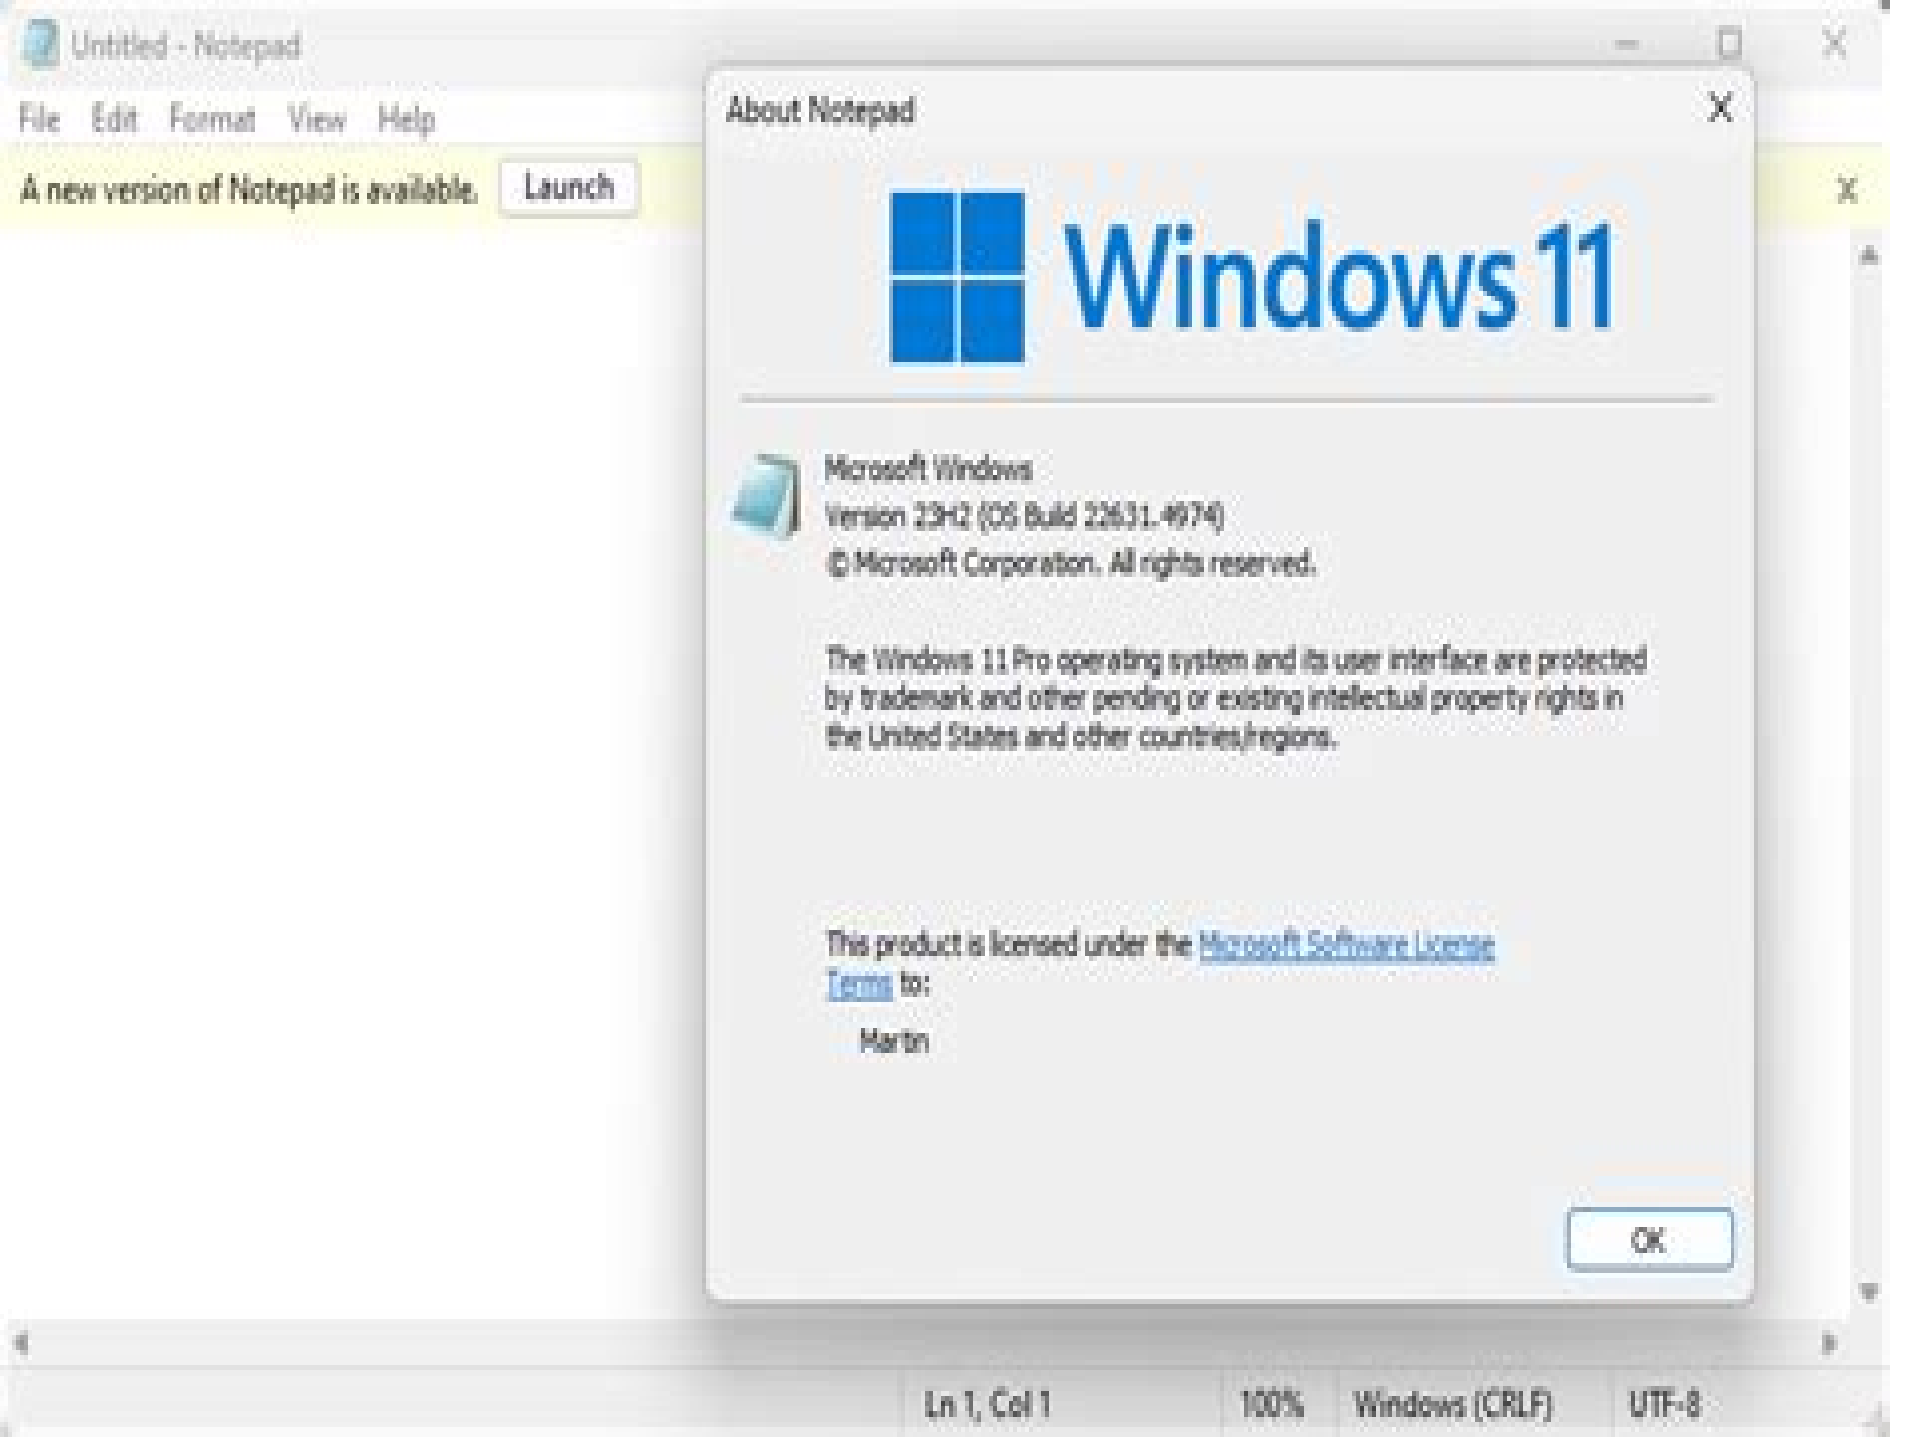 Untitled - Notepad
File Edit Format View Help
A new version of Notepad is available. Launch
About Notepad
Windows 11
Microsoft Windows
Version 23H2 (OS Build 22631.4974)
© Microsoft Corporation. All rights reserved.
The Windows 11 Pro operating system and its user interface are protected
by trademark and other pending or existing intellectual property rights in
the United States and other countries/regions.
This product is licensed under the Microsoft Software License
Terms to:
Martin
OK
Ln 1, Col 1 100% Windows (CRLF) UTF-8